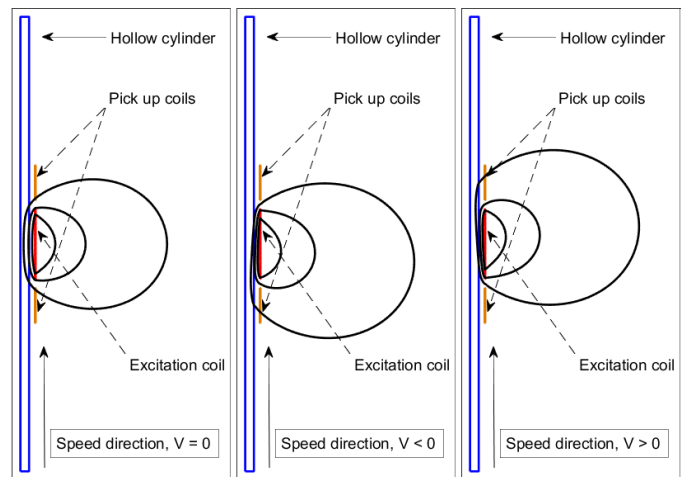 Hollow cylinder
Pick up coils
Excitation coil
Speed direction, V = 0
Hollow cylinder
Pick up coils
Excitation coil
Speed direction, V < 0
Hollow cylinder
Pick up coils
Excitation coil
Speed direction, V > 0